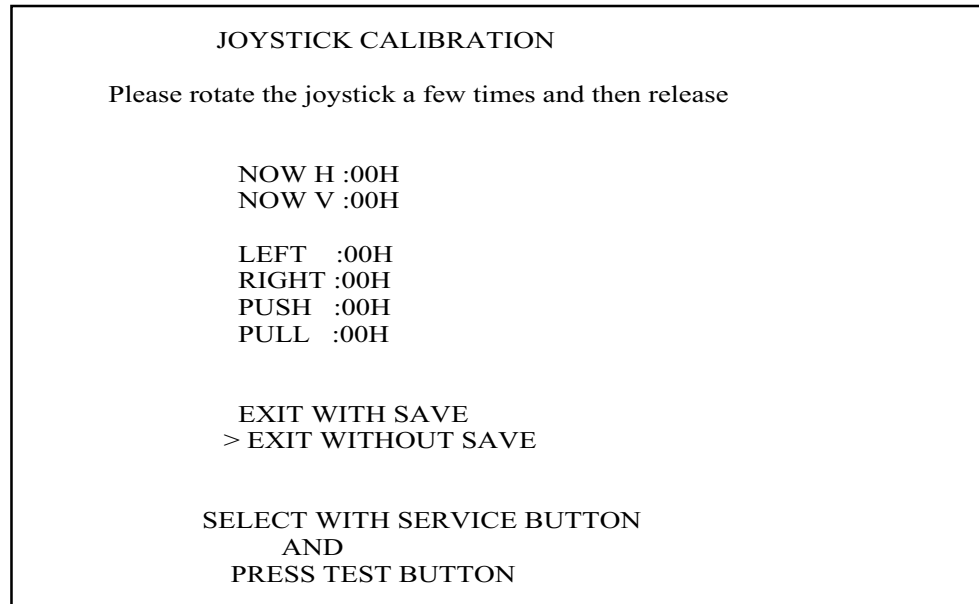 JOYSTICK CALIBRATION
Please rotate the joystick a few times and then release
NOW H :00H
NOW V :00H
LEFT :00H
RIGHT :00H
PUSH :00H
PULL :00H
EXIT WITH SAVE
> EXIT WITHOUT SAVE
SELECT WITH SERVICE BUTTON
AND
PRESS TEST BUTTON